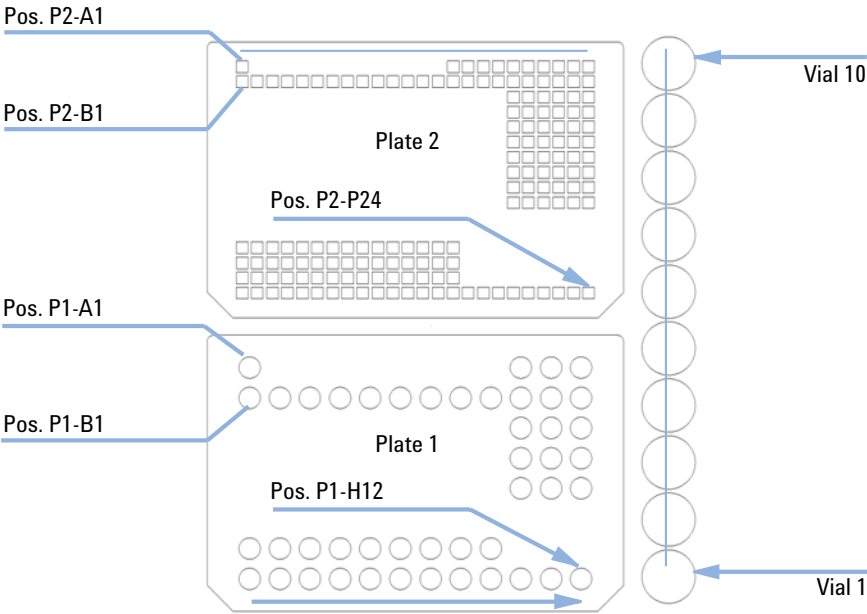 Pos. P2-A1
Vial 10
Pos. P2-B1
Plate 2
Pos. P2-P24
Pos. P1-A1
Pos. P1-B1
Plate 1
Pos. P1-H12
Vial 1